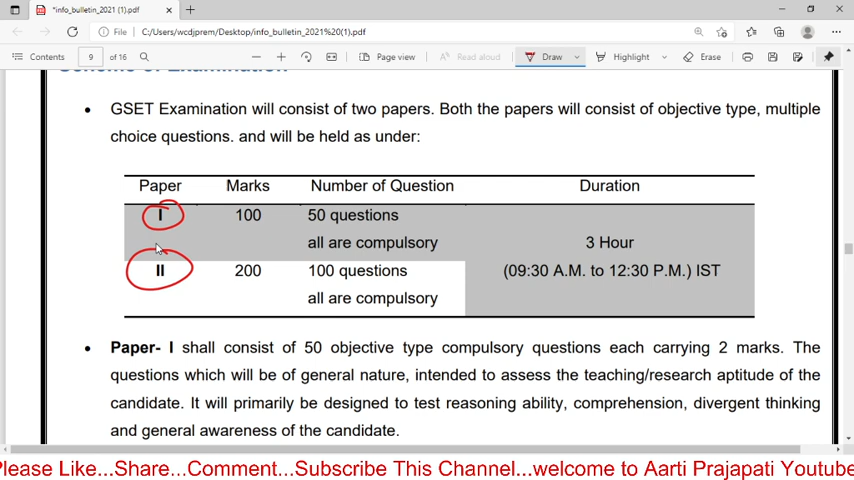 *info_bulletin_2021 (1).pdf
File C:/Users/wcdjprem/Desktop/info_bulletin_2021%20(1).pdf
Contents 9 of 16 Page view Read aloud Draw Highlight Erase
Scheme of Examination
• GSET Examination will consist of two papers. Both the papers will consist of objective type, multiple
choice questions. and will be held as under:
Paper Marks Number of Question Duration
I 100 50 questions
all are compulsory 3 Hour
II 200 100 questions (09:30 A.M. to 12:30 P.M.) IST
all are compulsory
• Paper- I shall consist of 50 objective type compulsory questions each carrying 2 marks. The
questions which will be of general nature, intended to assess the teaching/research aptitude of the
candidate. It will primarily be designed to test reasoning ability, comprehension, divergent thinking
and general awareness of the candidate.
Please Like...Share...Comment...Subscribe This Channel...welcome to Aarti Prajapati Youtube